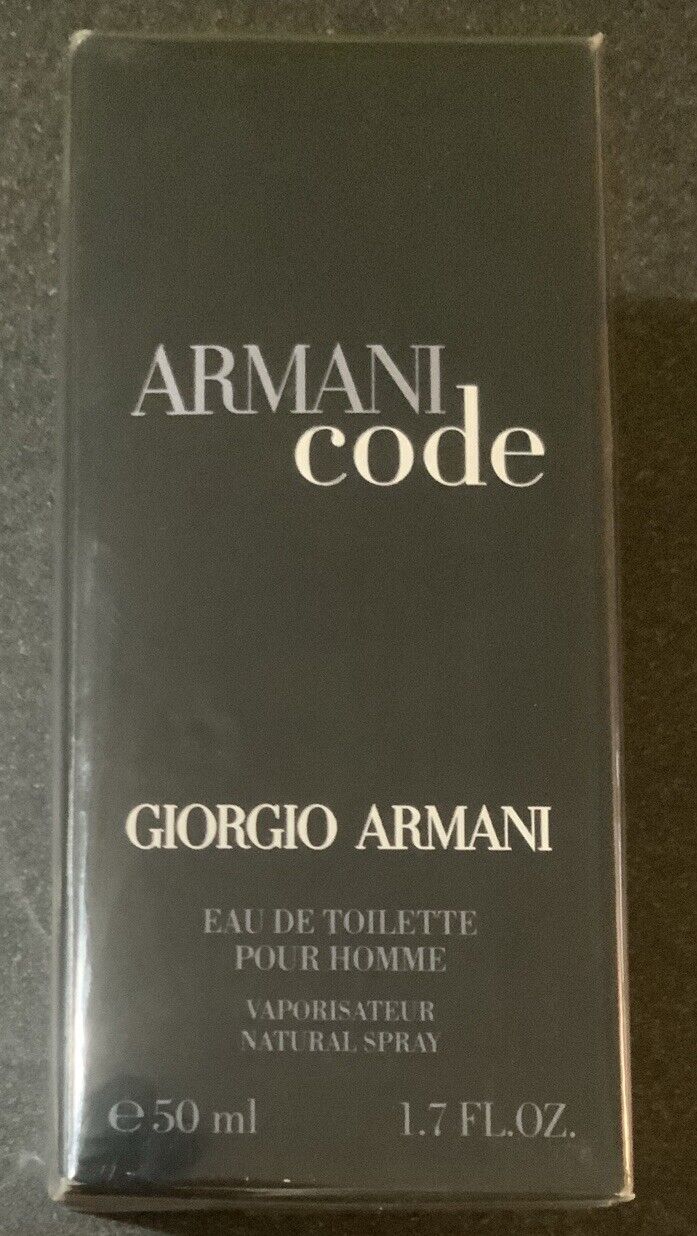 ARMANI
code
GIORGIO ARMANI
EAU DE TOILETTE
POUR HOMME
VAPORISATEUR
NATURAL SPRAY
℮50 ml 1.7 FL.OZ.